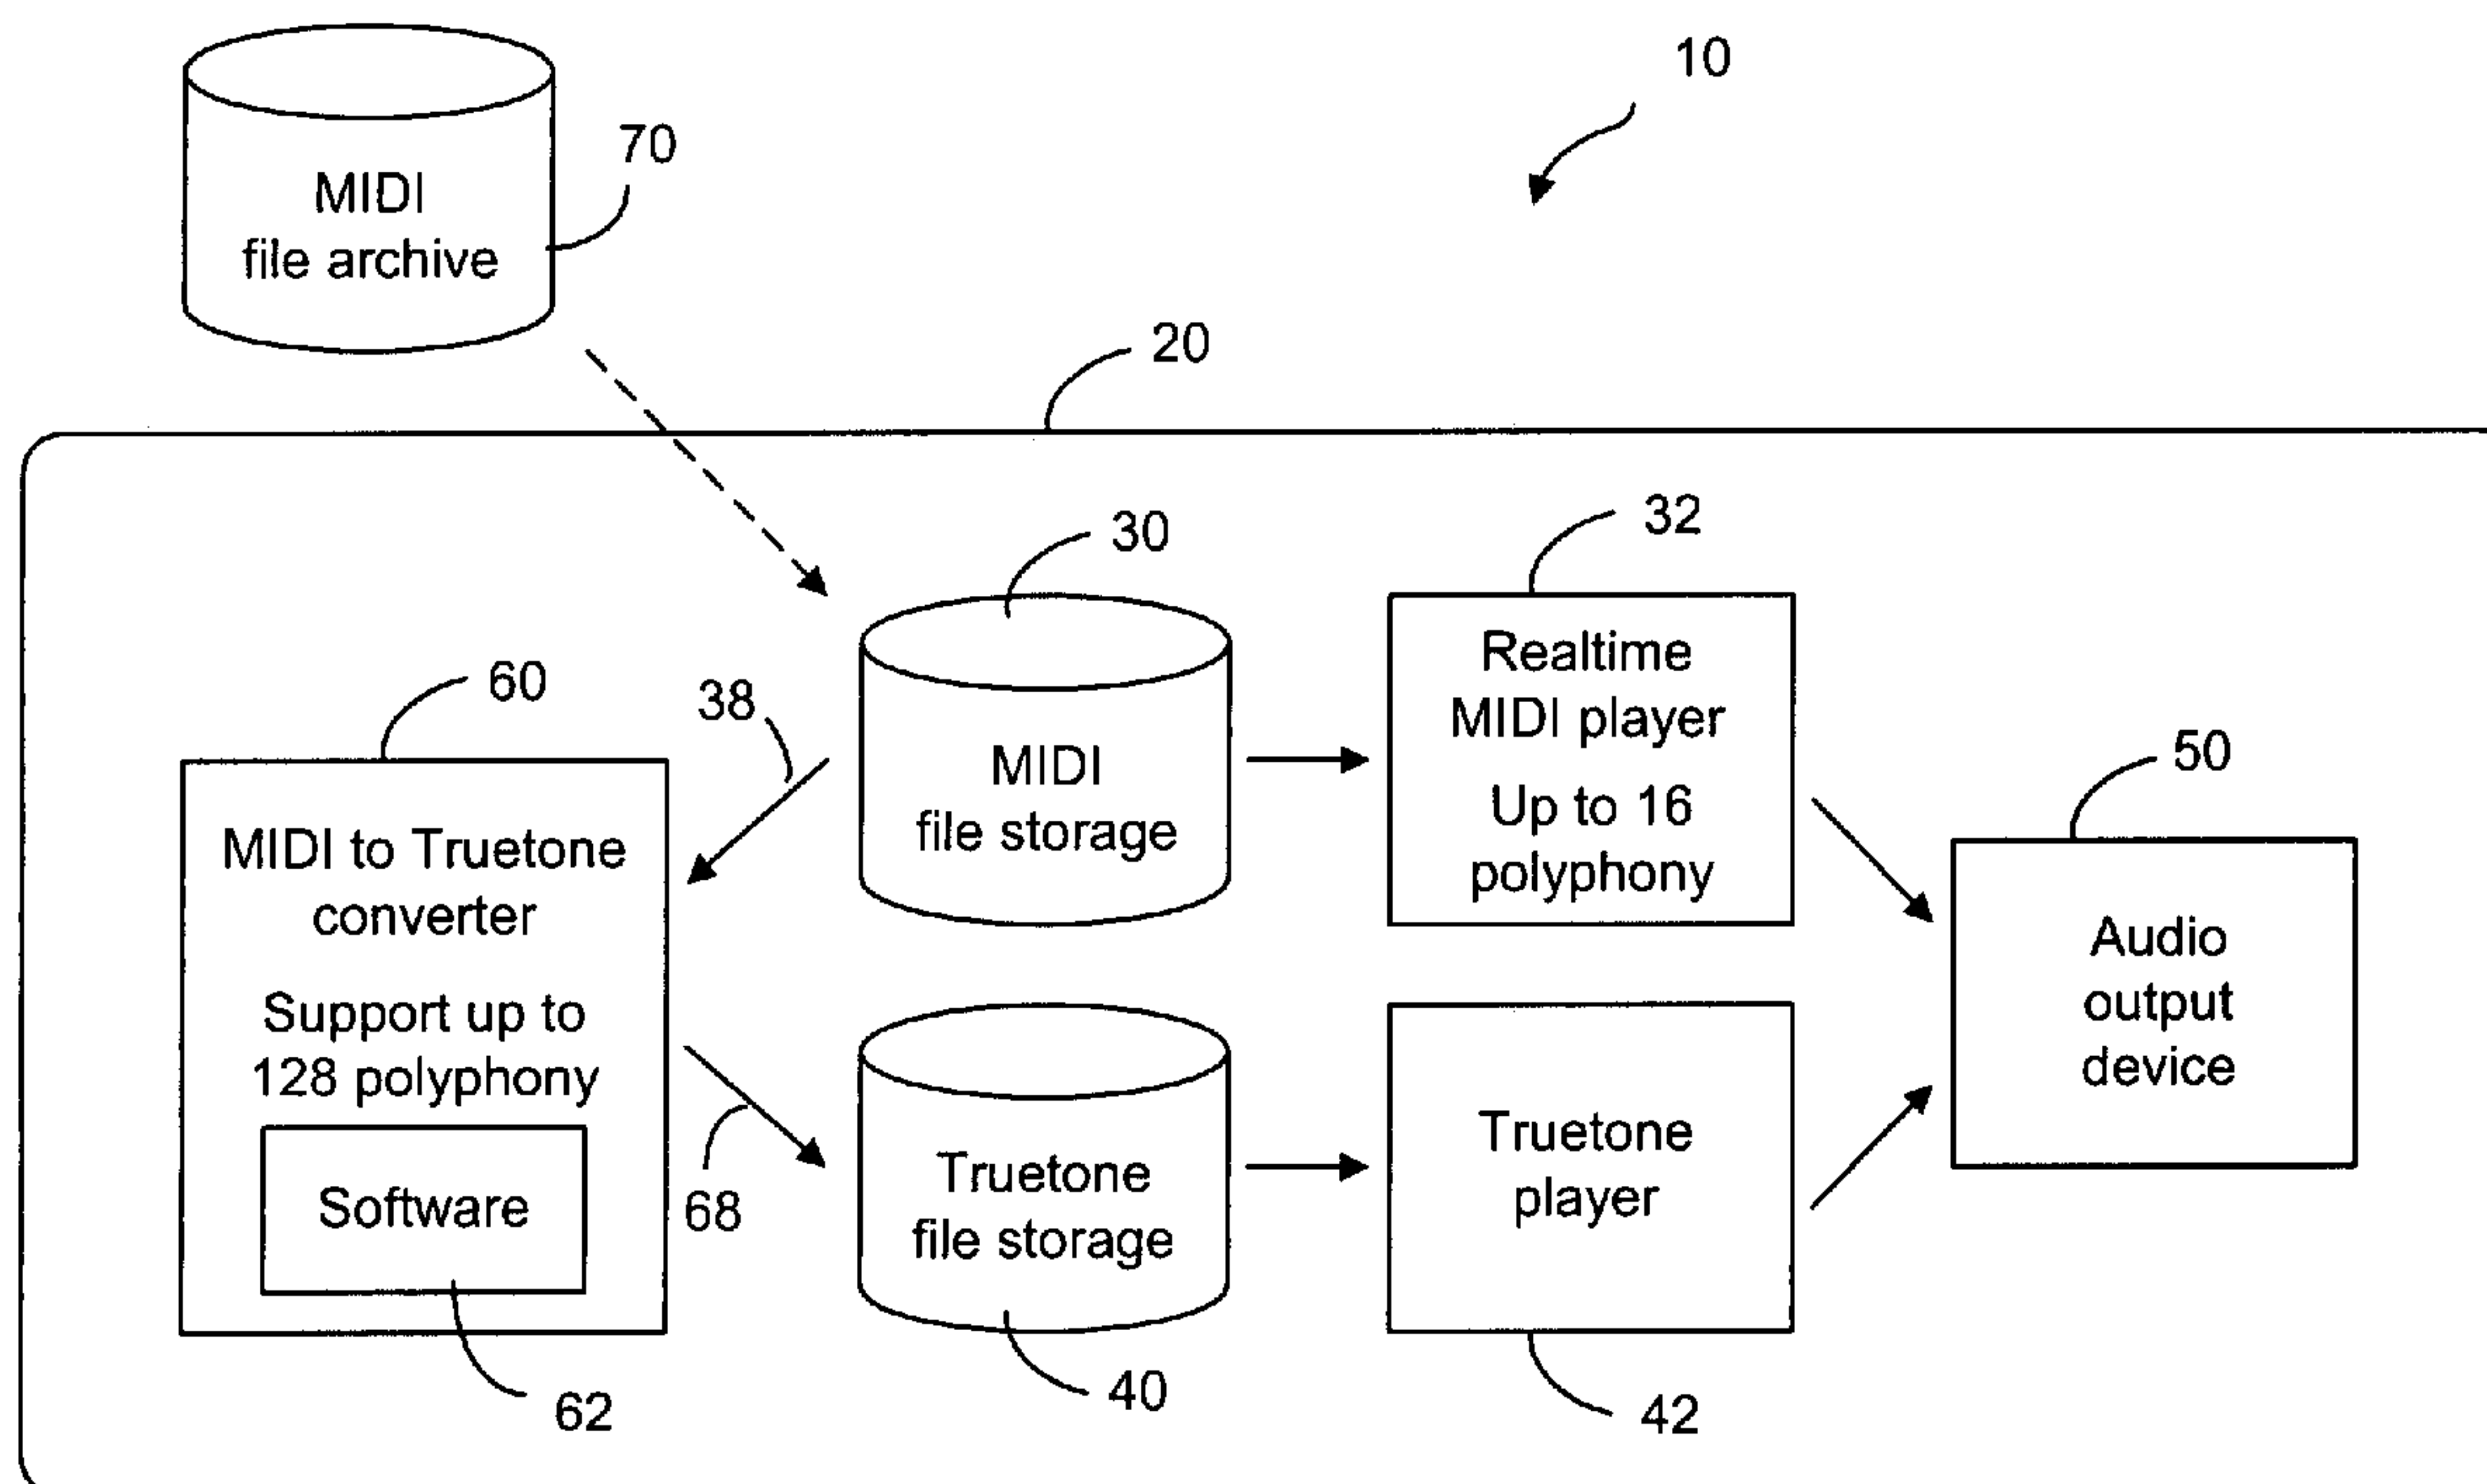 10
70
MIDI
file archive
20
30
32
Realtime
MIDI player
Up to 16
polyphony
60
38
MIDI
file storage
50
MIDI to Truetone
converter
Support up to
128 polyphony
Audio
output
device
Truetone
file storage
Truetone
player
Software
68
62
40
42